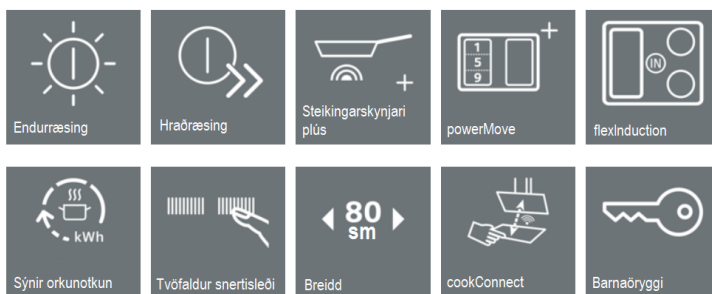 Endurræsing
Hraðræsing
Steikingarskynjari
plús
+
1
5
9
+
powerMove
IN
flexInduction
kWh
Sýnir orkunotkun
Tvöfaldur snertisleði
80
sm
Breidd
cookConnect
Barnaöryggi